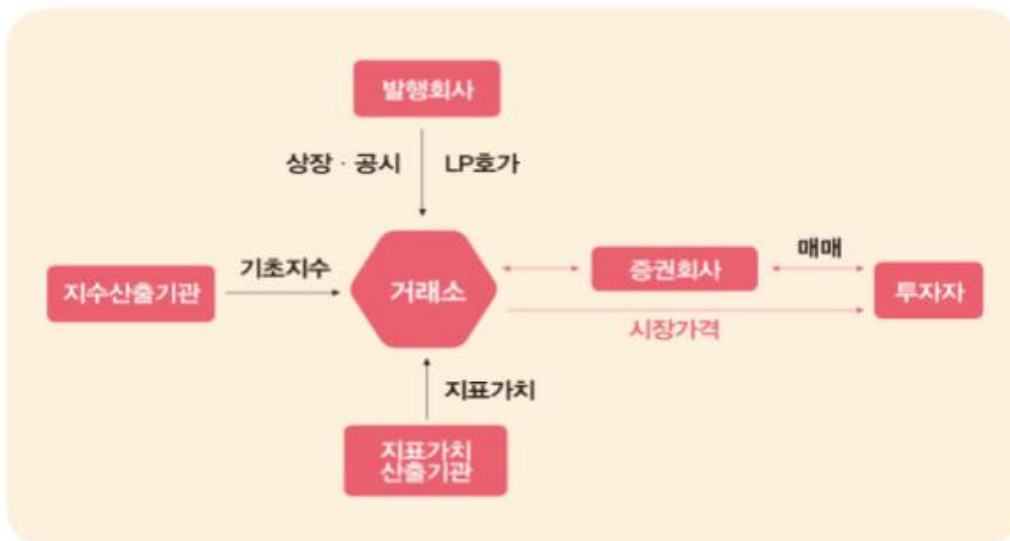 발행회사
상장 · 공시
LP호가
기초지수
지수산출기관
거래소
증권회사
매매
투자자
시장가격
지표가치
지표가치
산출기관